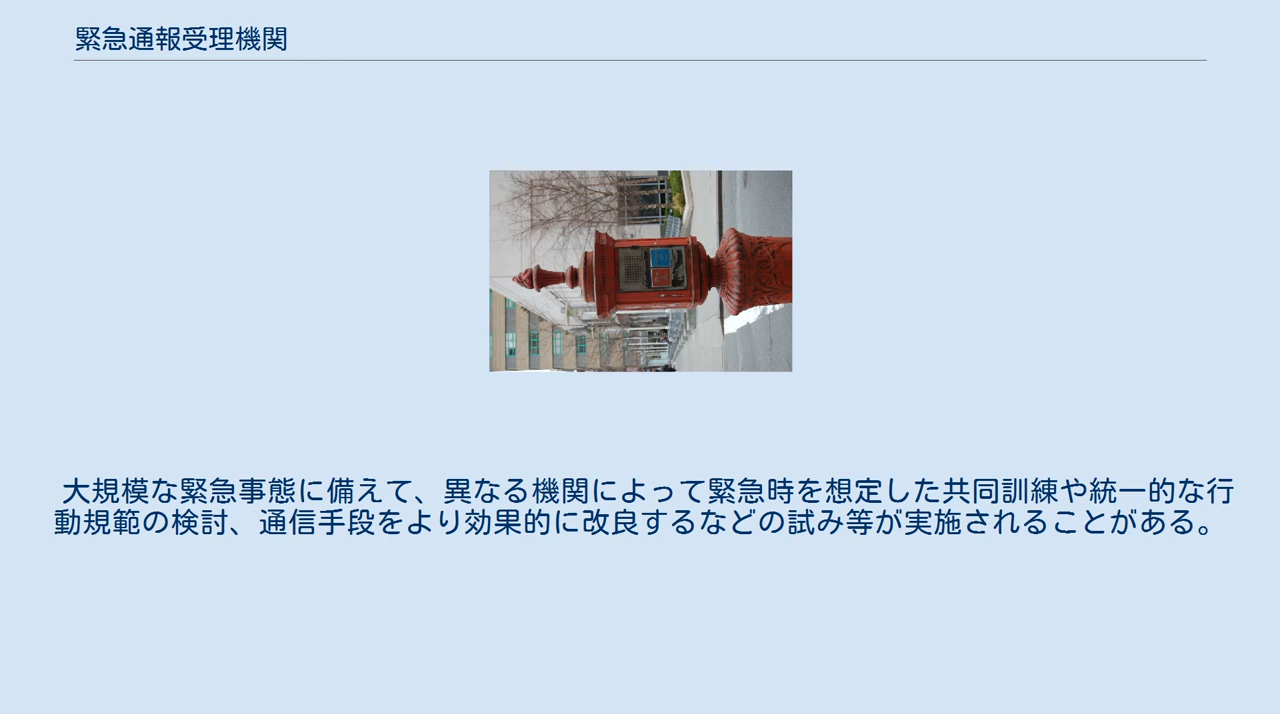 緊急通報受理機関
大規模な緊急事態に備えて、異なる機関によって緊急時を想定した共同訓練や統一的な行
動規範の検討、通信手段をより効果的に改良するなどの試み等が実施されることがある。